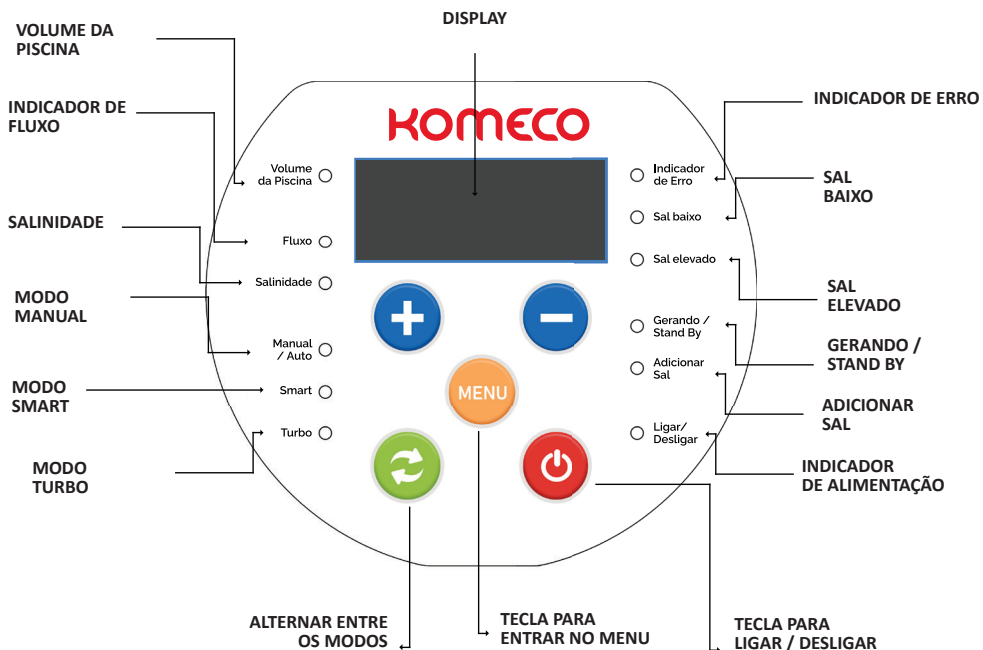 DISPLAY
VOLUME DA
PISCINA
INDICADOR DE
FLUXO
SALINIDADE
MODO
MANUAL
MODO
SMART
MODO
TURBO
KOMECO
Volume
da Piscina
Fluxo
Salinidade
Manual
/ Auto
Smart
Turbo
+
−
MENU
Indicador
de Erro
Sal baixo
Sal elevado
Gerando /
Stand By
Adicionar
Sal
Ligar/
Desligar
INDICADOR DE ERRO
SAL
BAIXO
SAL
ELEVADO
GERANDO /
STAND BY
ADICIONAR
SAL
INDICADOR
DE ALIMENTAÇÃO
ALTERNAR ENTRE
OS MODOS
TECLA PARA
ENTRAR NO MENU
TECLA PARA
LIGAR / DESLIGAR